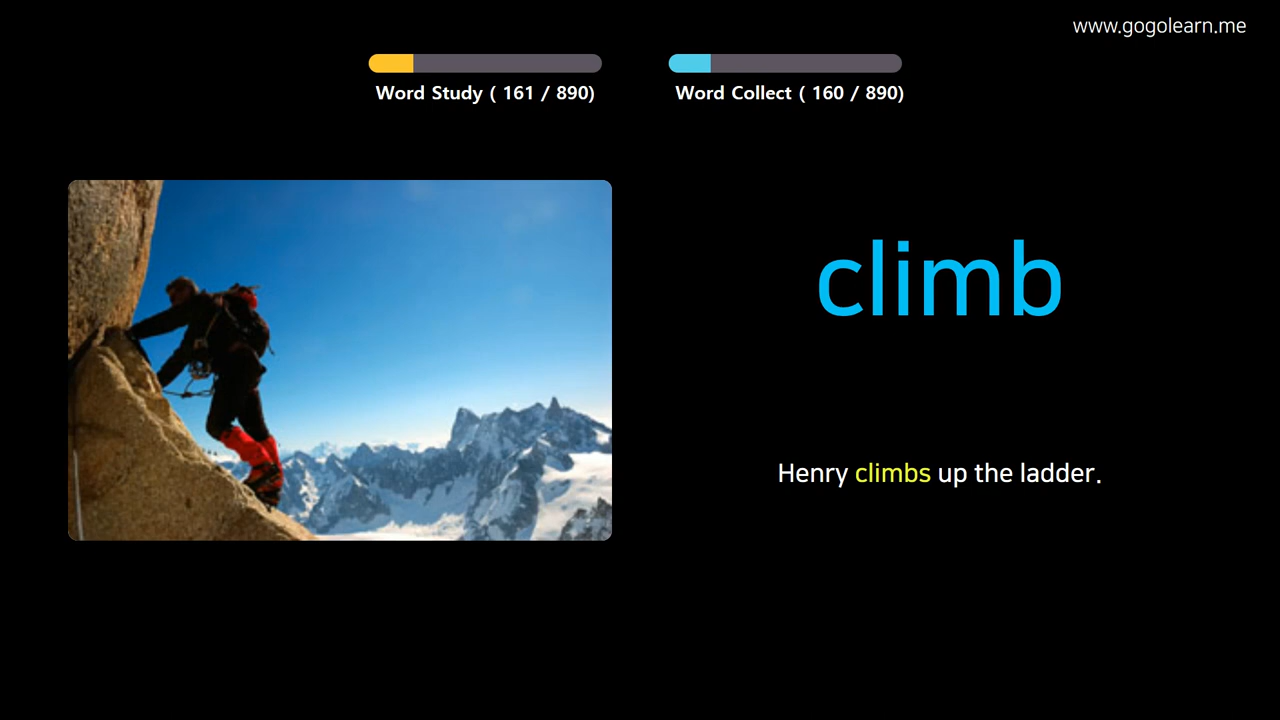 www.gogolearn.me
Word Study ( 161 / 890)
Word Collect ( 160 / 890)
climb
Henry climbs up the ladder.